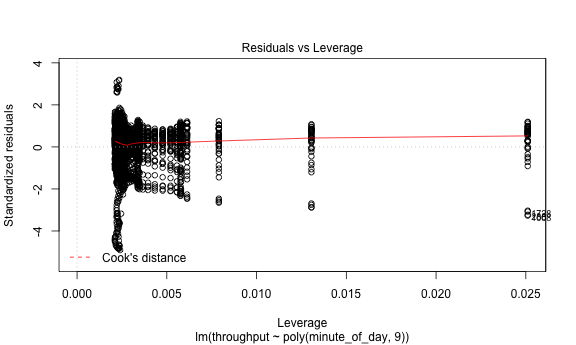 Residuals vs Leverage
4
2
0
-2
-4
Standardized residuals
Cook's distance
0.000 0.005 0.010 0.015 0.020 0.025
Leverage
lm(throughput ~ poly(minute_of_day, 9))